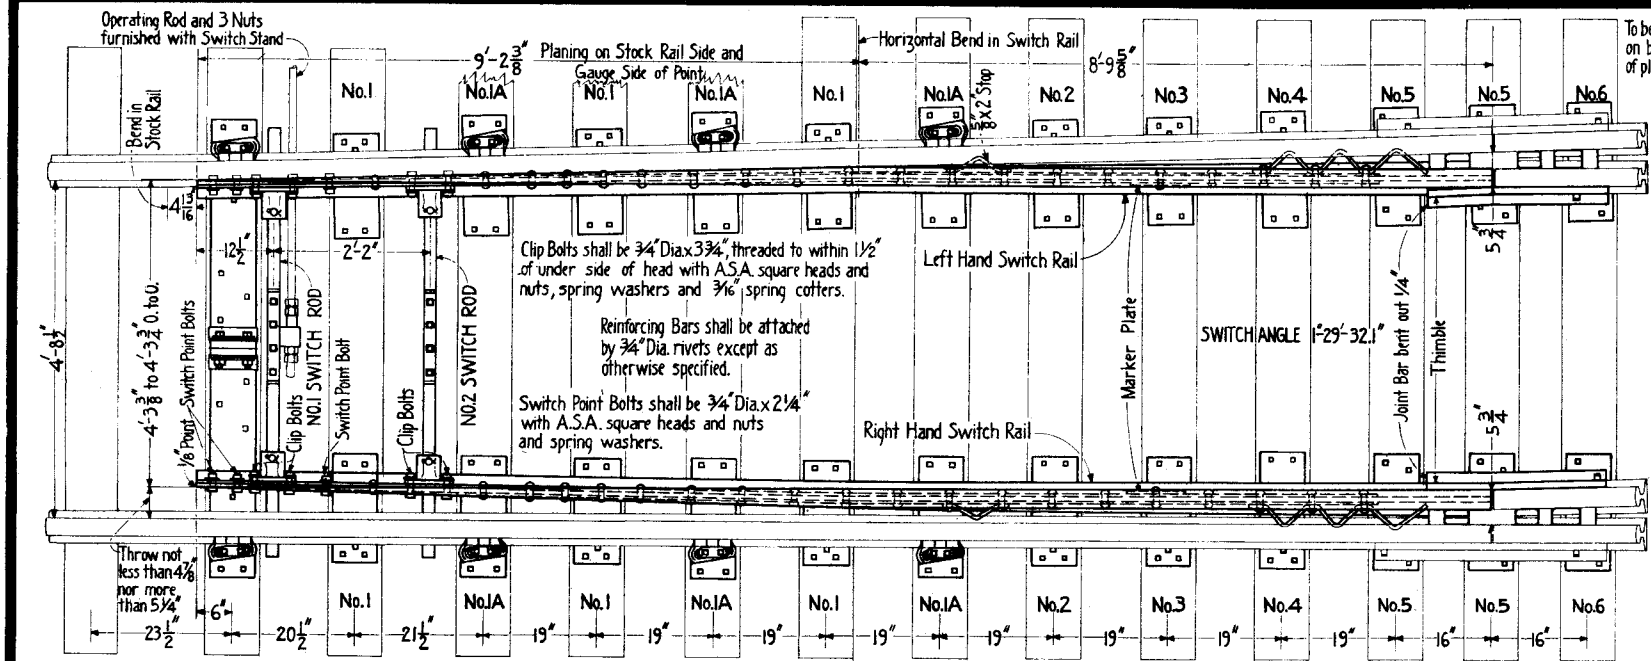 Operating Rod and 3 Nuts
furnished with Switch Stand
9'-2 3/8"
Planing on Stock Rail Side and
Gauge Side of Point
Horizontal Bend in Switch Rail
8'-9 5/8"
To be
on b
of pl
Bend in
Stock Rail
No.1
No.1A
No.1
No.1A
No.1
No.1A
5/8"x2" Stop
No.2
No.3
No.4
No.5
No.5
No.6
4 13/16"
12 1/2"
2'-2"
Clip Bolts shall be 3/4" Dia.x 3 3/4", threaded to within 1 1/2"
of under side of head with A.S.A. square heads and
nuts, spring washers and 3/16" spring cotters.
Left Hand Switch Rail
5 3/4"
4'-8 1/2"
4'-3 3/8" to 4'-3 3/4" O. to O.
1/8" Point
Switch Point Bolts
Clip Bolts
NO.1 SWITCH ROD
Switch Point Bolt
Clip Bolts
NO.2 SWITCH ROD
Reinforcing Bars shall be attached
by 3/4" Dia. rivets except as
otherwise specified.
Marker Plate
SWITCH ANGLE 1°-29'-32.1"
Joint Bar bent out 1/4"
Thimble
Switch Point Bolts shall be 3/4" Dia.x 2 1/4"
with A.S.A. square heads and nuts
and spring washers.
Right Hand Switch Rail
5 3/4"
Throw not
less than 4 7/8"
nor more
than 5 1/4"
No.1
No.1A
No.1
No.1A
No.1
No.1A
No.2
No.3
No.4
No.5
No.5
No.6
6"
23 1/2"
20 1/2"
21 1/2"
19"
19"
19"
19"
19"
19"
19"
19"
16"
16"